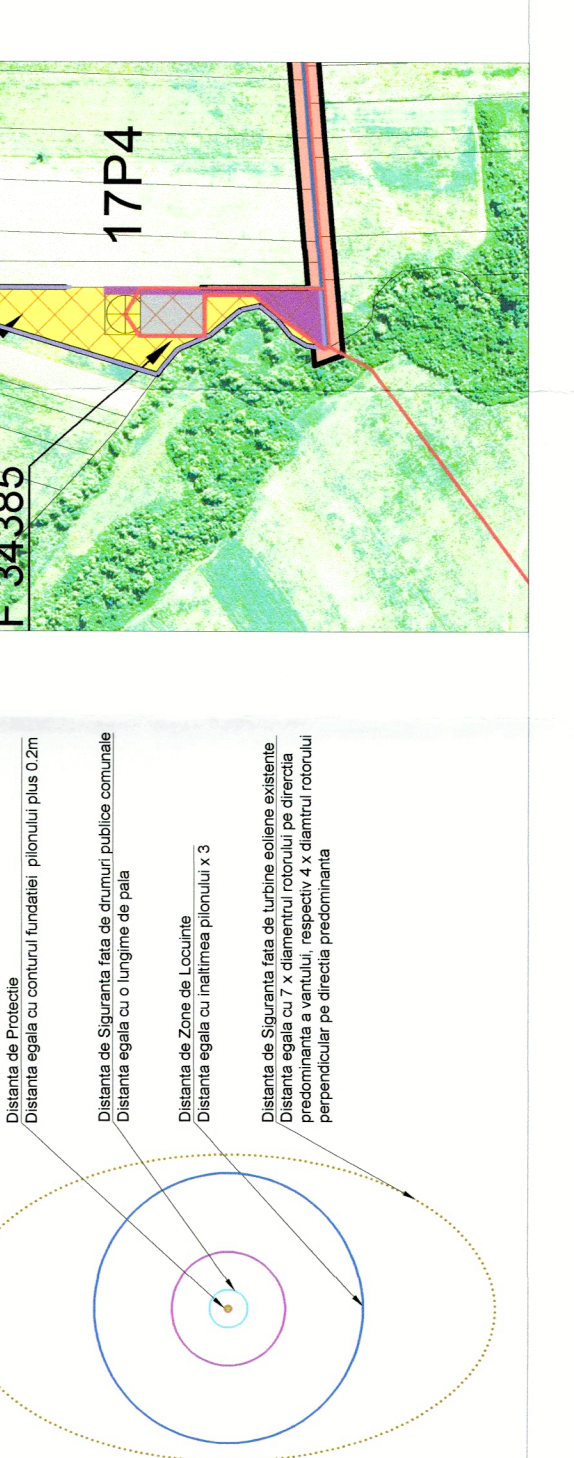 17P4
F 34385
Distanta de Protectie
Distanta egala cu conturul fundatiei pilonului plus 0.2m
Distanta de Siguranta fata de drumuri publice comunale
Distanta egala cu o lungime de pala
Distanta de Zone de Locuinte
Distanta egala cu inaltimea pilonului x 3
Distanta de Siguranta fata de turbine eoliene existente
Distanta egala cu 7 x diamentrul rotorului pe direrctia
predominanta a vantului, respectiv 4 x diamtrul rotorului
perpendicular pe directia predominanta